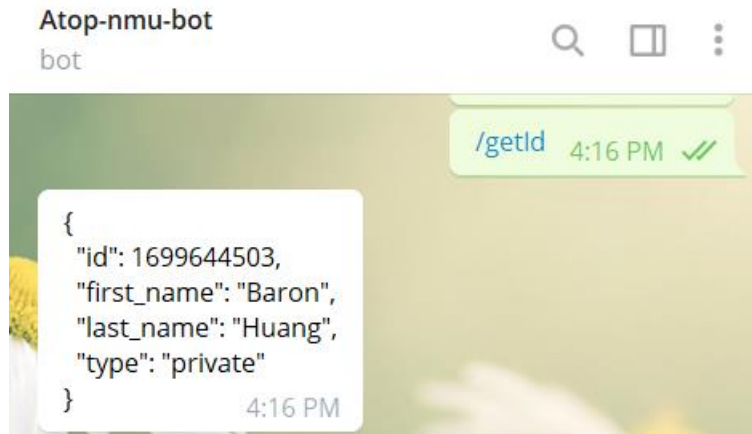 Atop-nmu-bot
bot
/getId 4:16 PM
{
"id": 1699644503,
"first_name": "Baron",
"last_name": "Huang",
"type": "private"
}
4:16 PM